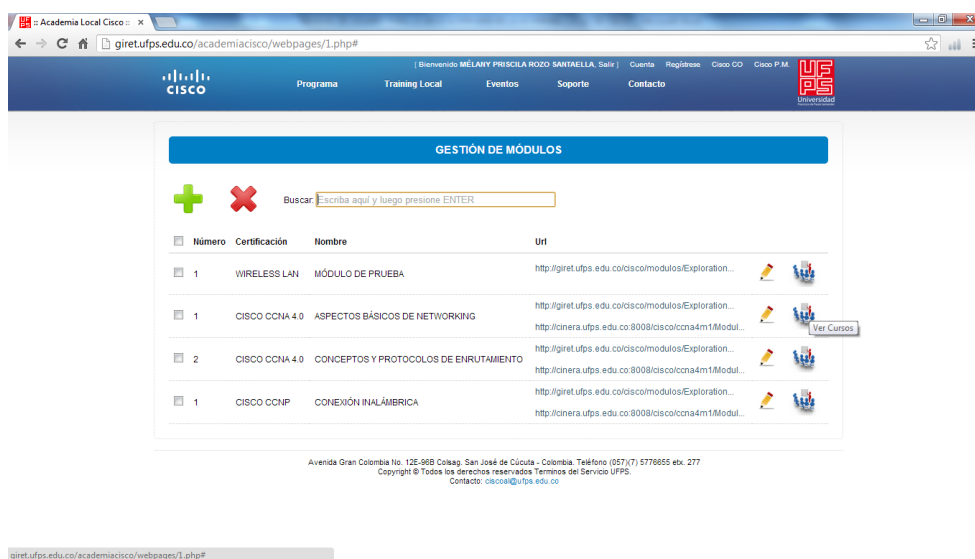 :: Academia Local Cisco ::
giret.ufps.edu.co/academiacisco/webpages/1.php#
[ Bienvenido MÉLANY PRISCILA ROZO SANTAELLA, Salir ] Cuenta Regístrese Cisco CO Cisco P.M.
CISCO Programa Training Local Eventos Soporte Contacto
UFPS
Universidad
GESTIÓN DE MÓDULOS
Buscar: Escriba aquí y luego presione ENTER
Número Certificación Nombre Url
1 WIRELESS LAN MÓDULO DE PRUEBA http://giret.ufps.edu.co/cisco/modulos/Exploration...
http://giret.ufps.edu.co/cisco/modulos/Exploration...
1 CISCO CCNA 4.0 ASPECTOS BÁSICOS DE NETWORKING
http://cinera.ufps.edu.co:8008/cisco/ccna4m1/Modul...
Ver Cursos
http://giret.ufps.edu.co/cisco/modulos/Exploration...
2 CISCO CCNA 4.0 CONCEPTOS Y PROTOCOLOS DE ENRUTAMIENTO
http://cinera.ufps.edu.co:8008/cisco/ccna4m1/Modul...
http://giret.ufps.edu.co/cisco/modulos/Exploration...
1 CISCO CCNP CONEXIÓN INALÁMBRICA
http://cinera.ufps.edu.co:8008/cisco/ccna4m1/Modul...
Avenida Gran Colombia No. 12E-96B Colsag. San José de Cúcuta - Colombia. Teléfono (057)(7) 5776655 etx. 277
Copyright © Todos los derechos reservados Terminos del Servicio UFPS.
Contacto: ciscoal@ufps.edu.co
giret.ufps.edu.co/academiacisco/webpages/1.php#